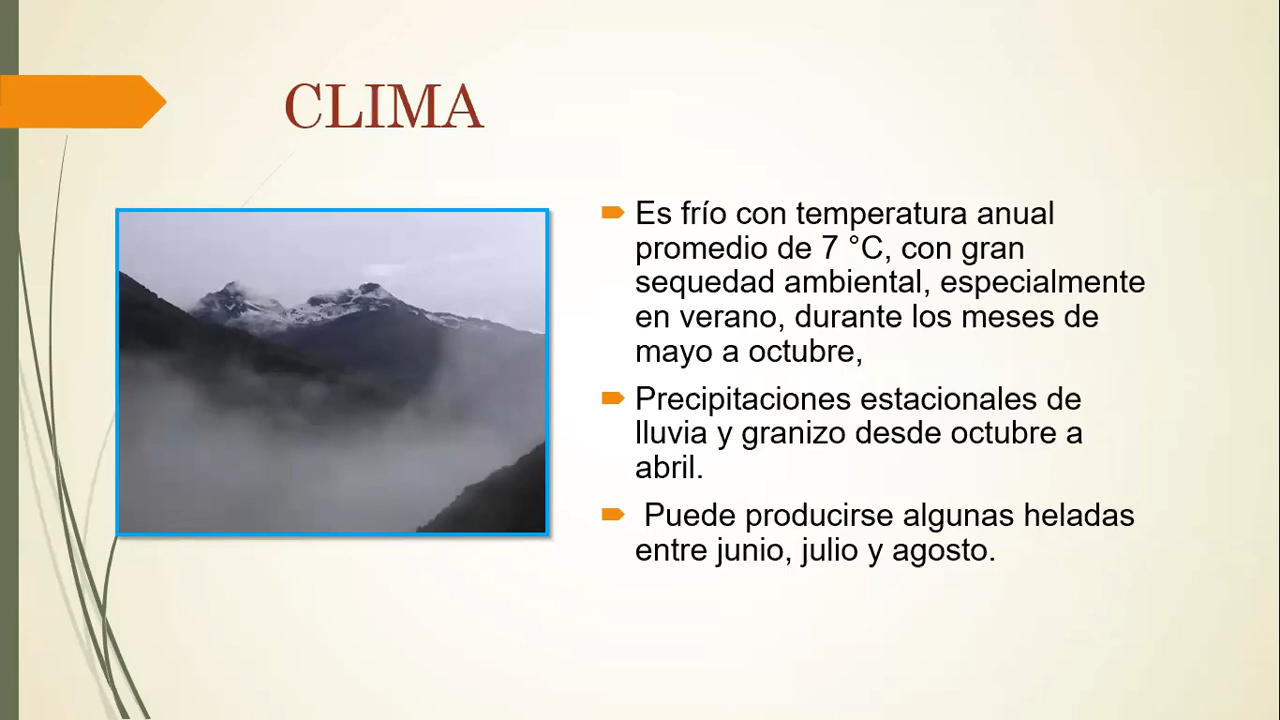 CLIMA
Es frío con temperatura anual
promedio de 7 °C, con gran
sequedad ambiental, especialmente
en verano, durante los meses de
mayo a octubre,
Precipitaciones estacionales de
lluvia y granizo desde octubre a
abril.
Puede producirse algunas heladas
entre junio, julio y agosto.